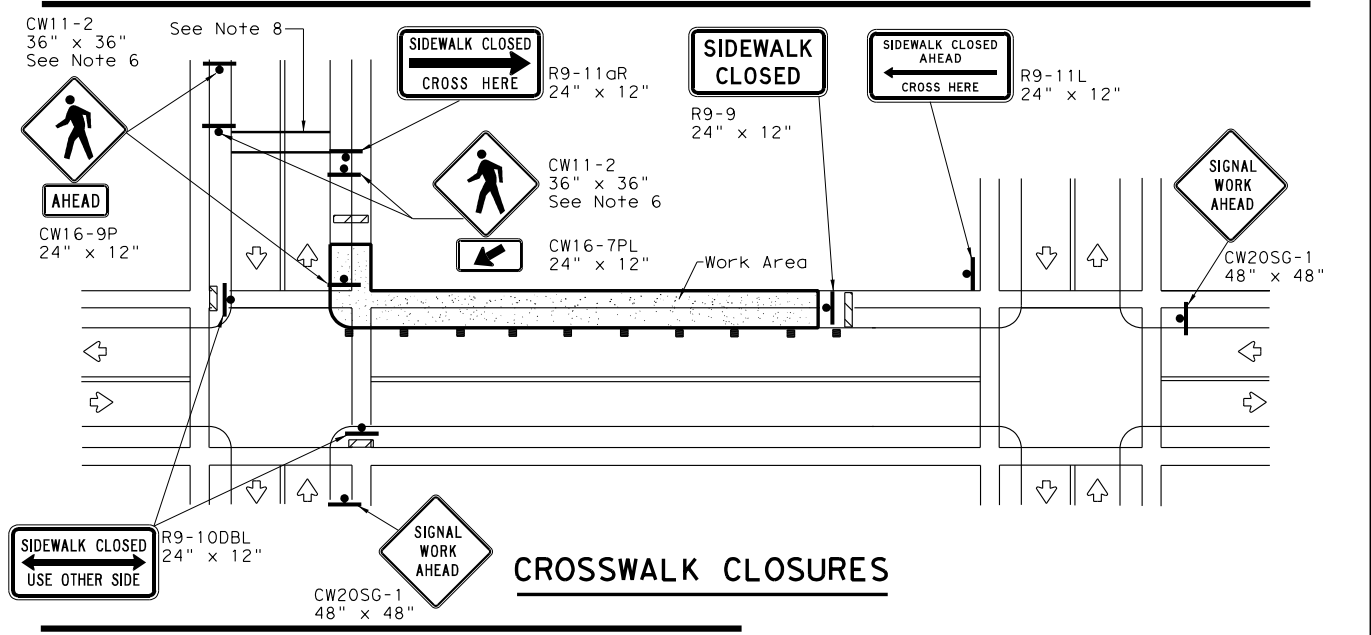 CW11-2
36" x 36"
See Note 6
See Note 8
SIDEWALK CLOSED
CROSS HERE
R9-11aR
24" x 12"
SIDEWALK
CLOSED
R9-9
24" x 12"
SIDEWALK CLOSED
AHEAD
CROSS HERE
R9-11L
24" x 12"
AHEAD
CW16-9P
24" x 12"
CW11-2
36" x 36"
See Note 6
CW16-7PL
24" x 12"
Work Area
SIGNAL
WORK
AHEAD
CW20SG-1
48" x 48"
SIDEWALK CLOSED
USE OTHER SIDE
R9-10DBL
24" x 12"
SIGNAL
WORK
AHEAD
CW20SG-1
48" x 48"
CROSSWALK CLOSURES